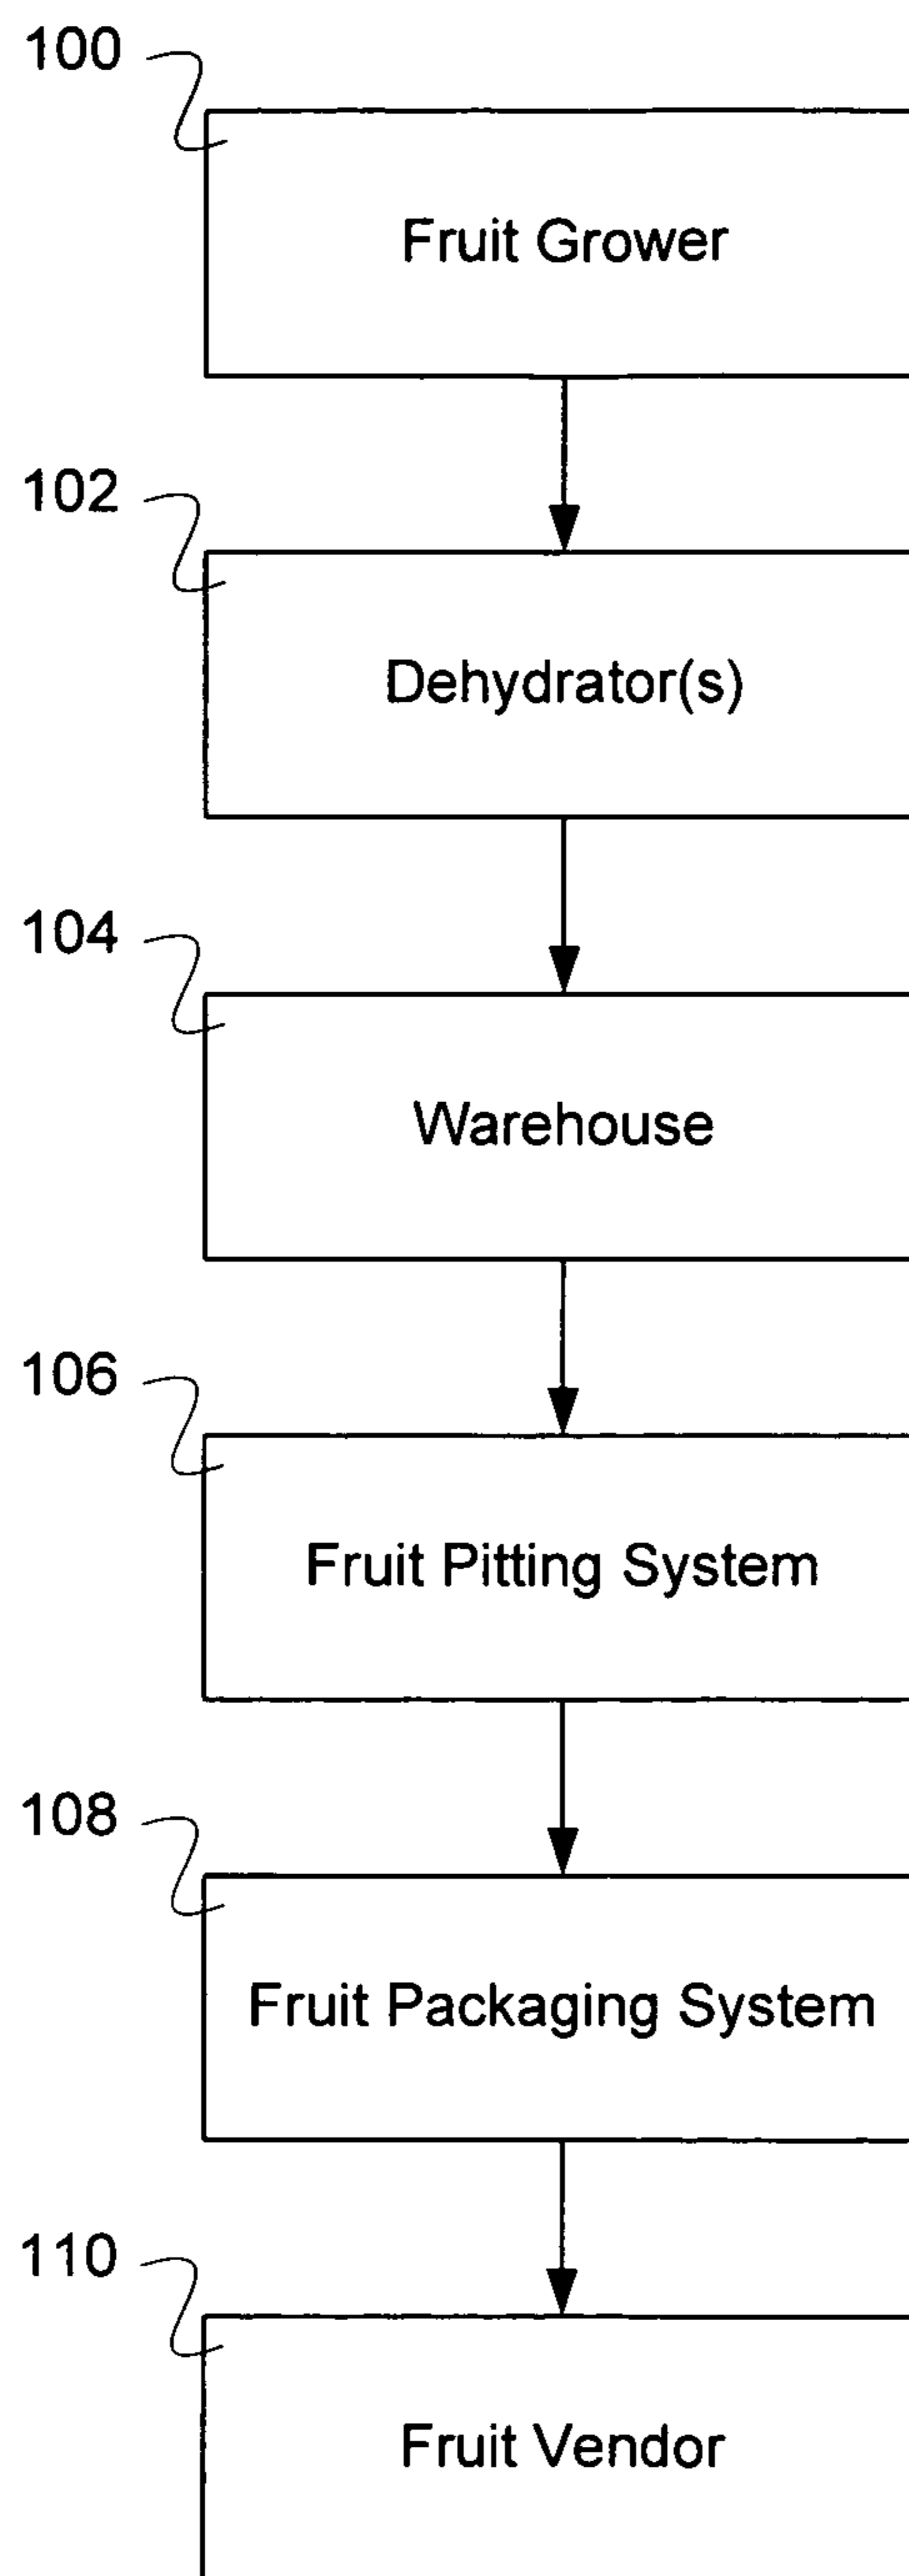 100
Fruit Grower
102
Dehydrator(s)
104
Warehouse
106
Fruit Pitting System
108
Fruit Packaging System
110
Fruit Vendor